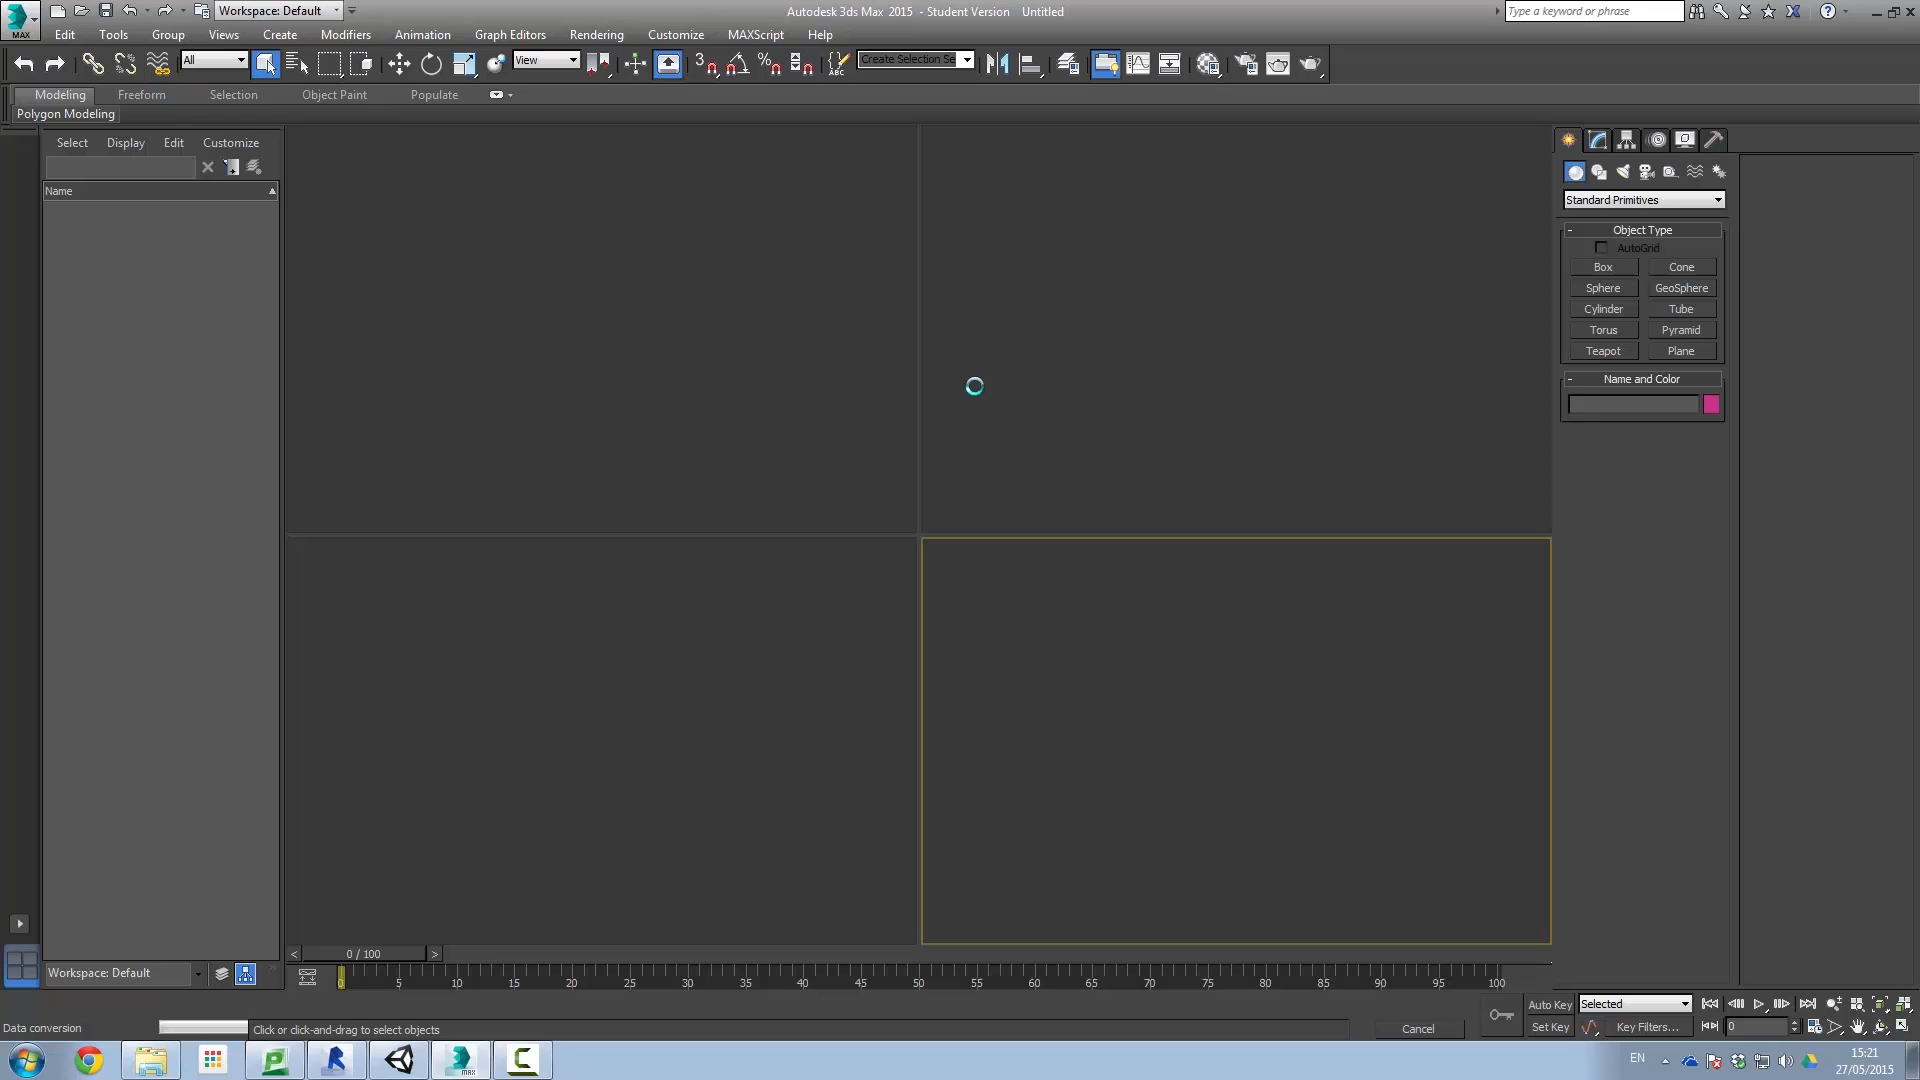 Workspace: Default
Autodesk 3ds Max 2015 - Student Version Untitled
Type a keyword or phrase
MAX
Edit Tools Group Views Create Modifiers Animation Graph Editors Rendering Customize MAXScript Help
All
View
3
%
ABC
Create Selection Se
Modeling Freeform Selection Object Paint Populate
Polygon Modeling
Select Display Edit Customize
Name
Standard Primitives
- Object Type
AutoGrid
Box Cone
Sphere GeoSphere
Cylinder Tube
Torus Pyramid
Teapot Plane
- Name and Color
< 0 / 100 >
Workspace: Default
0 5 10 15 20 25 30 35 40 45 50 55 60 65 70 75 80 85 90 95 100
Auto Key Selected
Data conversion Click or click-and-drag to select objects Cancel
Set Key Key Filters... 0
EN
15:21
27/05/2015
MAX